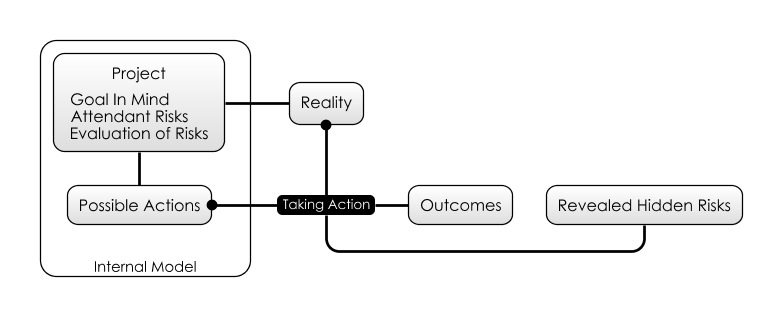 Project
Goal In Mind
Attendant Risks
Evaluation of Risks
Reality
Possible Actions
Taking Action
Outcomes
Revealed Hidden Risks
Internal Model